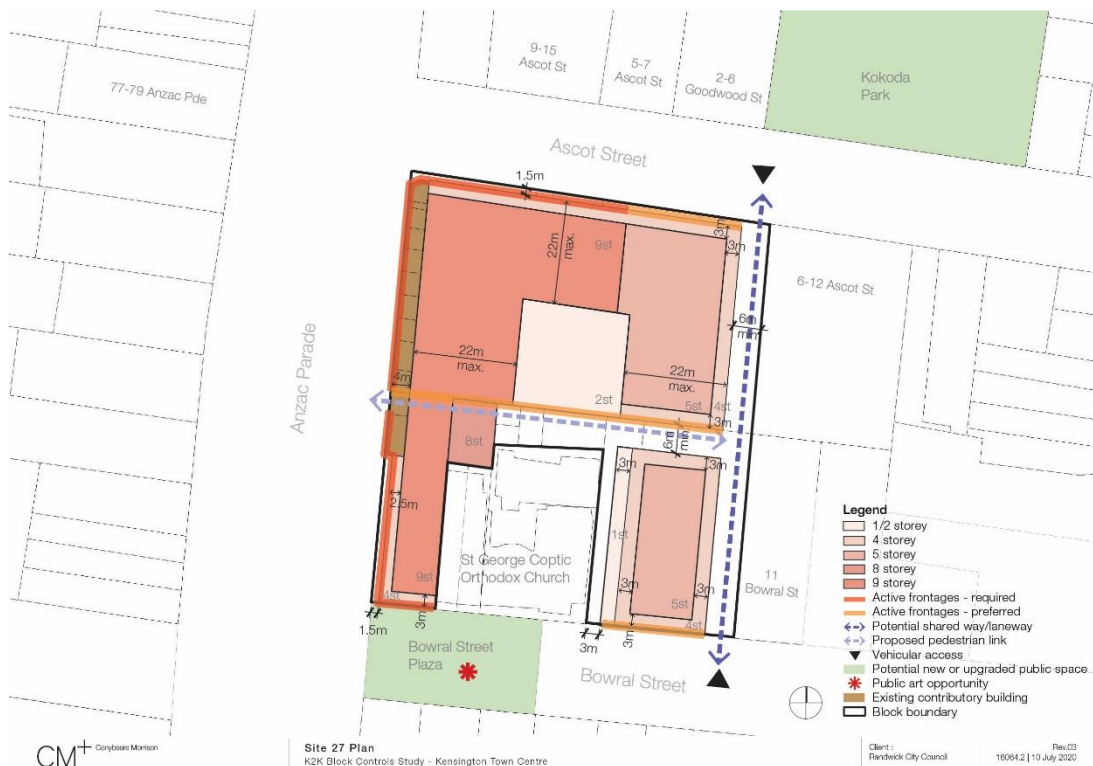 9-15
Ascot St
5-7
Ascot St
2-6
Goodwood St
Kokoda
Park
77-79 Anzac Pde
Ascot Street
1.5m
3m
3m
9st
22m
max.
6-12 Ascot St
6m
min.
Anzac Parade
22m
max.
22m
max.
4m
2st
5st
4st
3m
8st
6m
min.
3m
3m
2.5m
1st
St George Coptic
Orthodox Church
11
Bowral St
9st
3m
3m
5st
4st
3m
4st
1.5m
3m
3m
Bowral Street
Plaza
Bowral Street
Legend
1/2 storey
4 storey
5 storey
8 storey
9 storey
Active frontages - required
Active frontages - preferred
Potential shared way/laneway
Proposed pedestrian link
Vehicular access
Potential new or upgraded public space
Public art opportunity
Existing contributory building
Block boundary
CM+ Conybeare Morrison
Site 27 Plan
K2K Block Controls Study - Kensington Town Centre
Client :
Randwick City Council
Rev.03
16064.2 | 10 July 2020